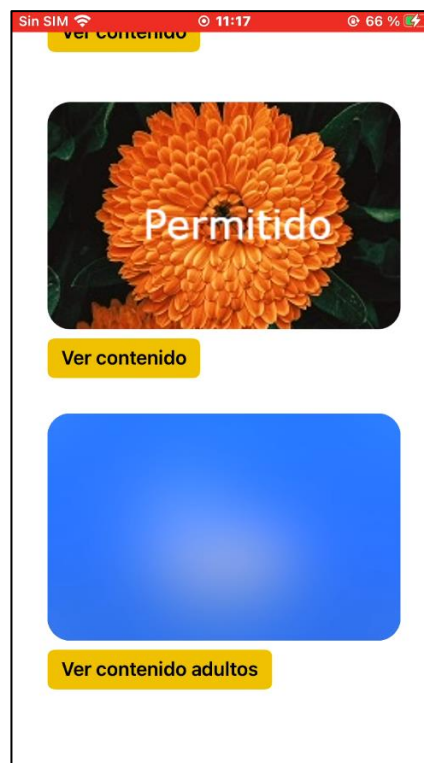 Sin SIM 11:17 66 %
Ver contenido
Permitido
Ver contenido
Ver contenido adultos